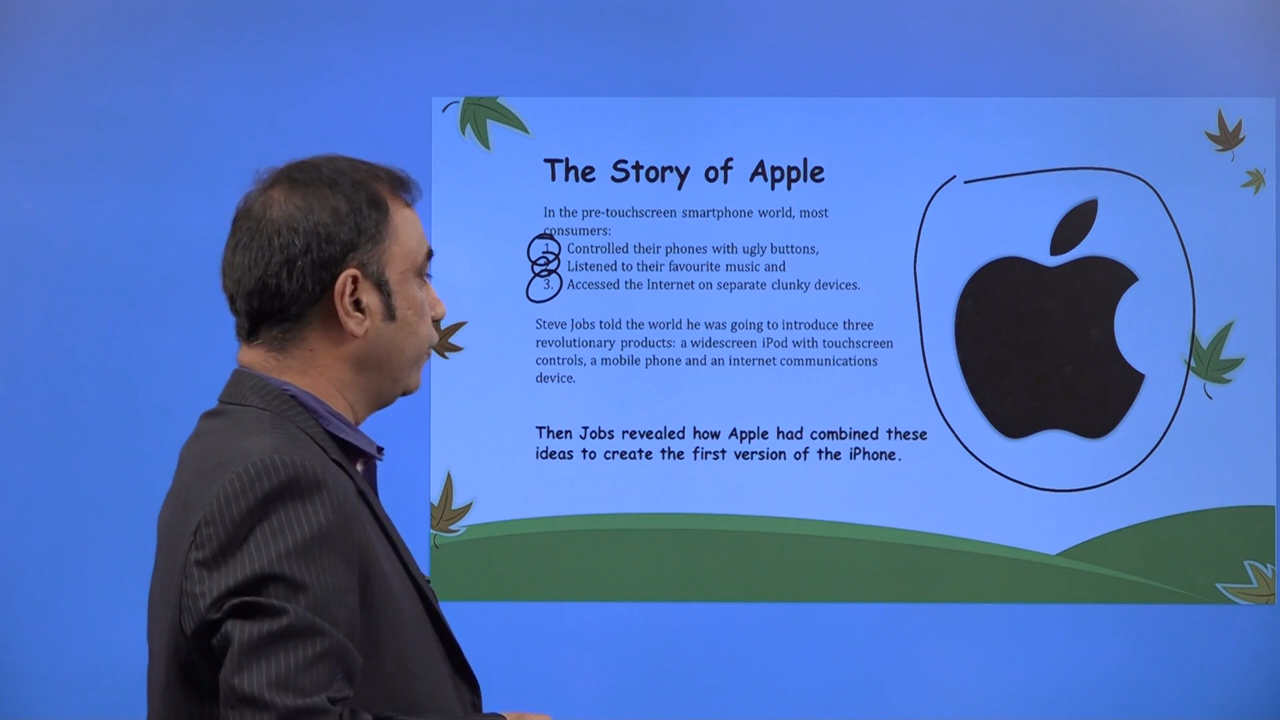 The Story of Apple
In the pre-touchscreen smartphone world, most
consumers:
1. Controlled their phones with ugly buttons,
2. Listened to their favourite music and
3. Accessed the Internet on separate clunky devices.
Steve Jobs told the world he was going to introduce three
revolutionary products: a widescreen iPod with touchscreen
controls, a mobile phone and an internet communications
device.
Then Jobs revealed how Apple had combined these
ideas to create the first version of the iPhone.